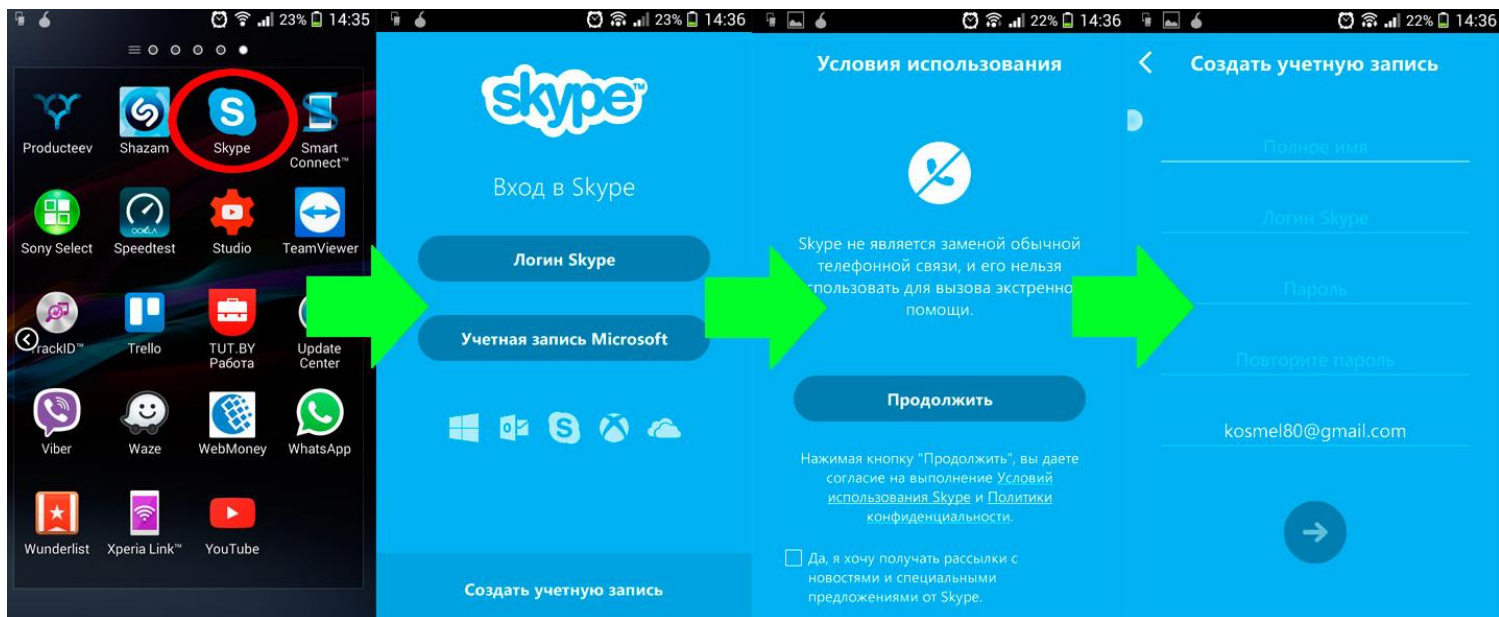 23% 14:35
Producteev
Shazam
Skype
Smart
Connect™
Sony Select
Speedtest
Studio
TeamViewer
TrackID™
Trello
TUT.BY
Работа
Update
Center
Viber
Waze
WebMoney
WhatsApp
Wunderlist
Xperia Link™
YouTube
23% 14:36
skype™
Вход в Skype
Логин Skype
Учетная запись Microsoft
Создать учетную запись
22% 14:36
Условия использования
Skype не является заменой обычной
телефонной связи, и его нельзя
использовать для вызова экстренной
помощи.
Продолжить
Нажимая кнопку "Продолжить", вы даете
согласие на выполнение Условий
использования Skype и Политики
конфиденциальности.
Да, я хочу получать рассылки с
новостями и специальными
предложениями от Skype.
22% 14:36
Создать учетную запись
Полное имя
Логин Skype
Пароль
Повторите пароль
kosmel80@gmail.com